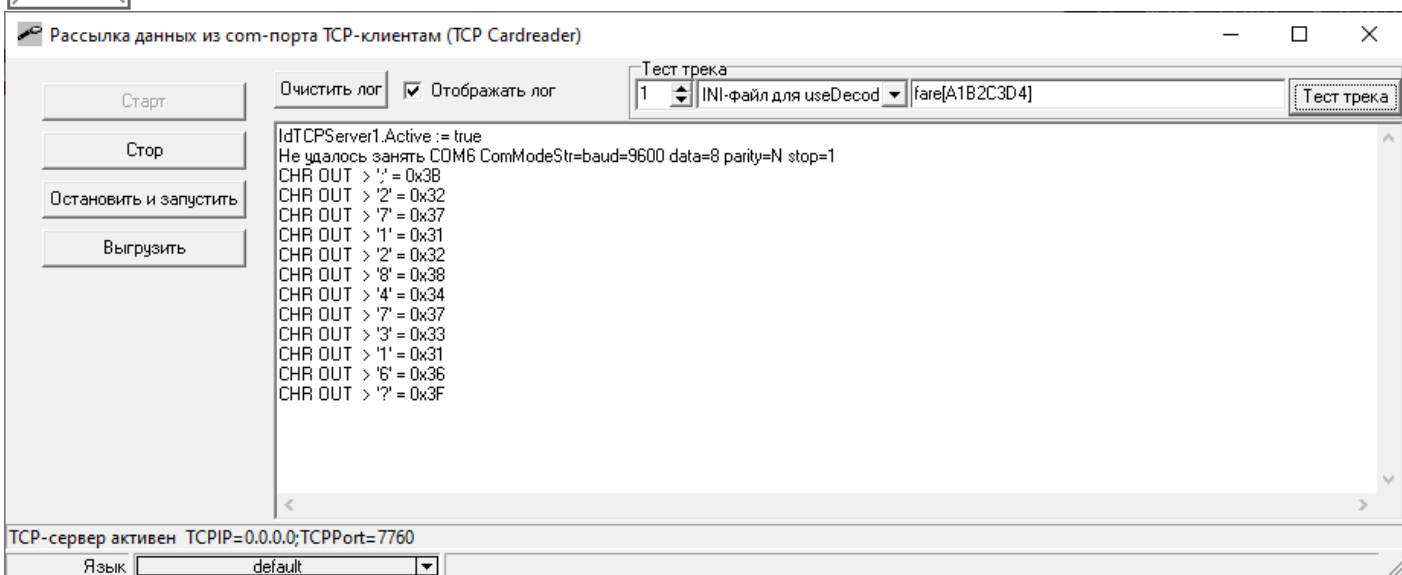 Рассылка данных из com-порта TCP-клиентам (TCP Cardreader)
Старт
Стоп
Остановить и запустить
Выгрузить
Очистить лог
Отображать лог
Тест трека
1
INI-файл для useDecod
fare[A1B2C3D4]
Тест трека
IdTCPServer1.Active := true
Не удалось занять COM6 ComModeStr=baud=9600 data=8 parity=N stop=1
CHR OUT > ';' = 0x3B
CHR OUT > '2' = 0x32
CHR OUT > '7' = 0x37
CHR OUT > '1' = 0x31
CHR OUT > '2' = 0x32
CHR OUT > '8' = 0x38
CHR OUT > '4' = 0x34
CHR OUT > '7' = 0x37
CHR OUT > '3' = 0x33
CHR OUT > '1' = 0x31
CHR OUT > '6' = 0x36
CHR OUT > '?' = 0x3F
TCP-сервер активен TCPIP=0.0.0.0;TCPPort=7760
Язык
default